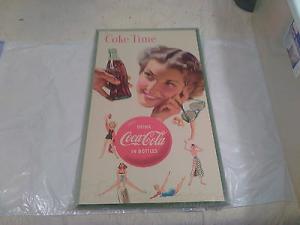 Coke Time
DRINK
Coca-Cola
IN BOTTLES